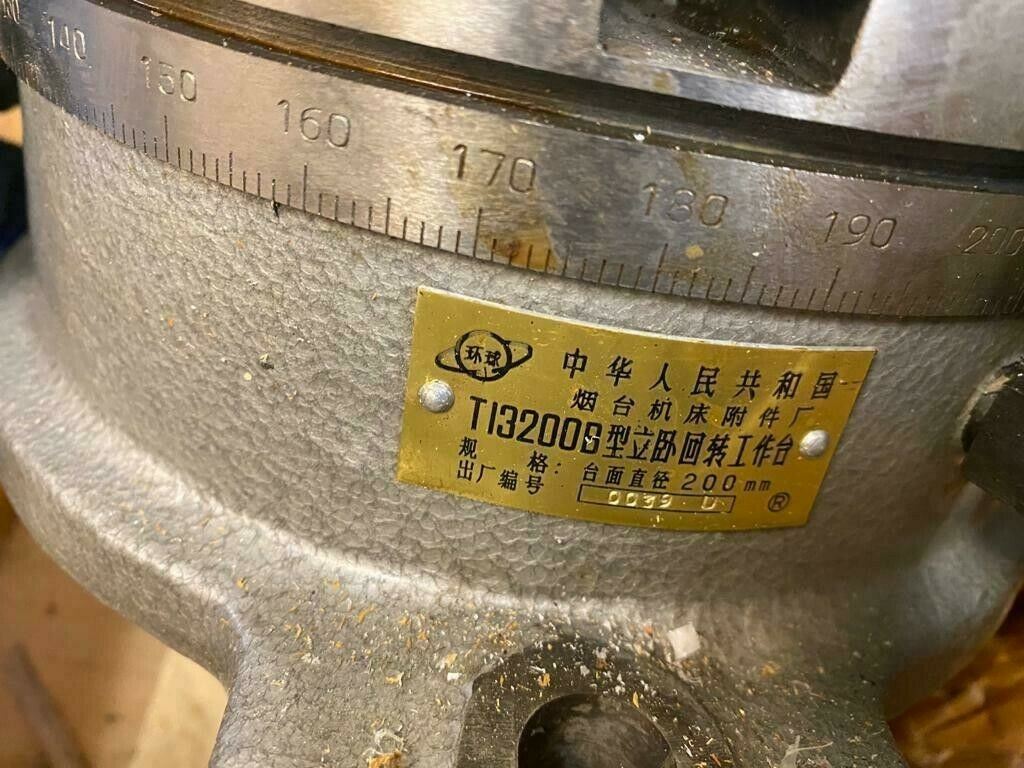 140 150 160 170 180 190 200
环球
中华人民共和国
烟台机床附件厂
T13200B型立卧回转工作台
规 格: 台面直径 200mm
出厂编号 0039·U
®